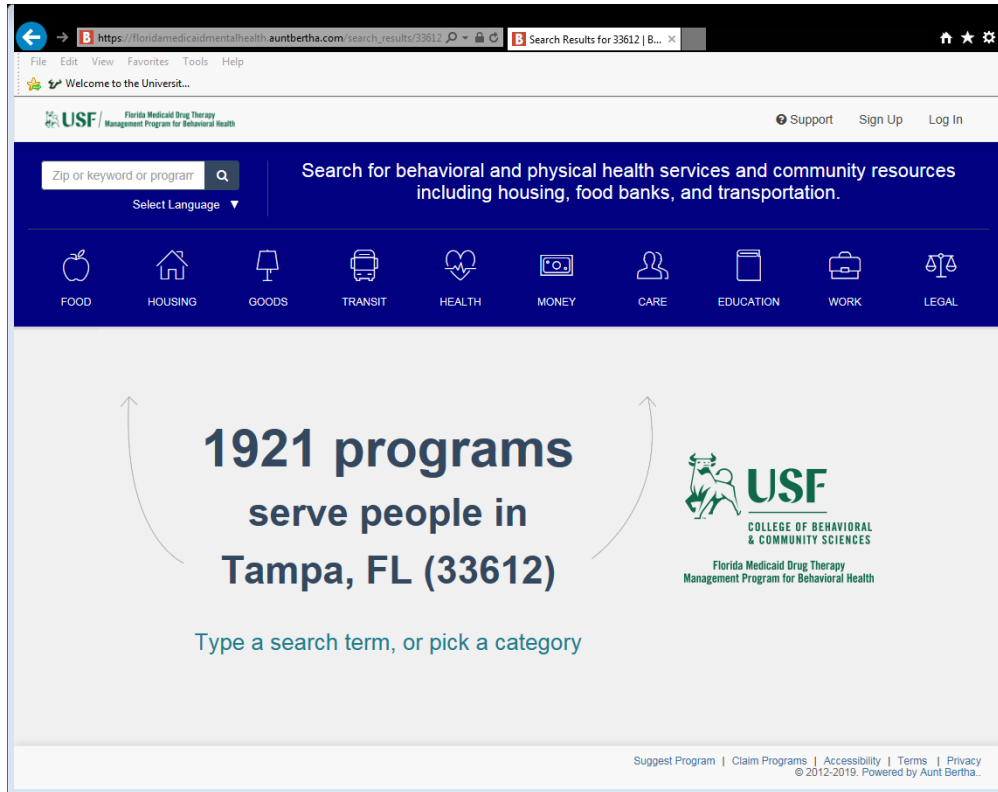 https://floridamedicaidmentalhealth.auntbertha.com/search_results/33612
Search Results for 33612 | B...
File Edit View Favorites Tools Help
Welcome to the Universit...
USF Florida Medicaid Drug Therapy
Management Program for Behavioral Health
Support Sign Up Log In
Zip or keyword or program
Select Language ▼
Search for behavioral and physical health services and community resources
including housing, food banks, and transportation.
FOOD HOUSING GOODS TRANSIT HEALTH MONEY CARE EDUCATION WORK LEGAL
1921 programs
serve people in
Tampa, FL (33612)
Type a search term, or pick a category
USF
COLLEGE OF BEHAVIORAL
& COMMUNITY SCIENCES
Florida Medicaid Drug Therapy
Management Program for Behavioral Health
Suggest Program | Claim Programs | Accessibility | Terms | Privacy
© 2012-2019. Powered by Aunt Bertha..